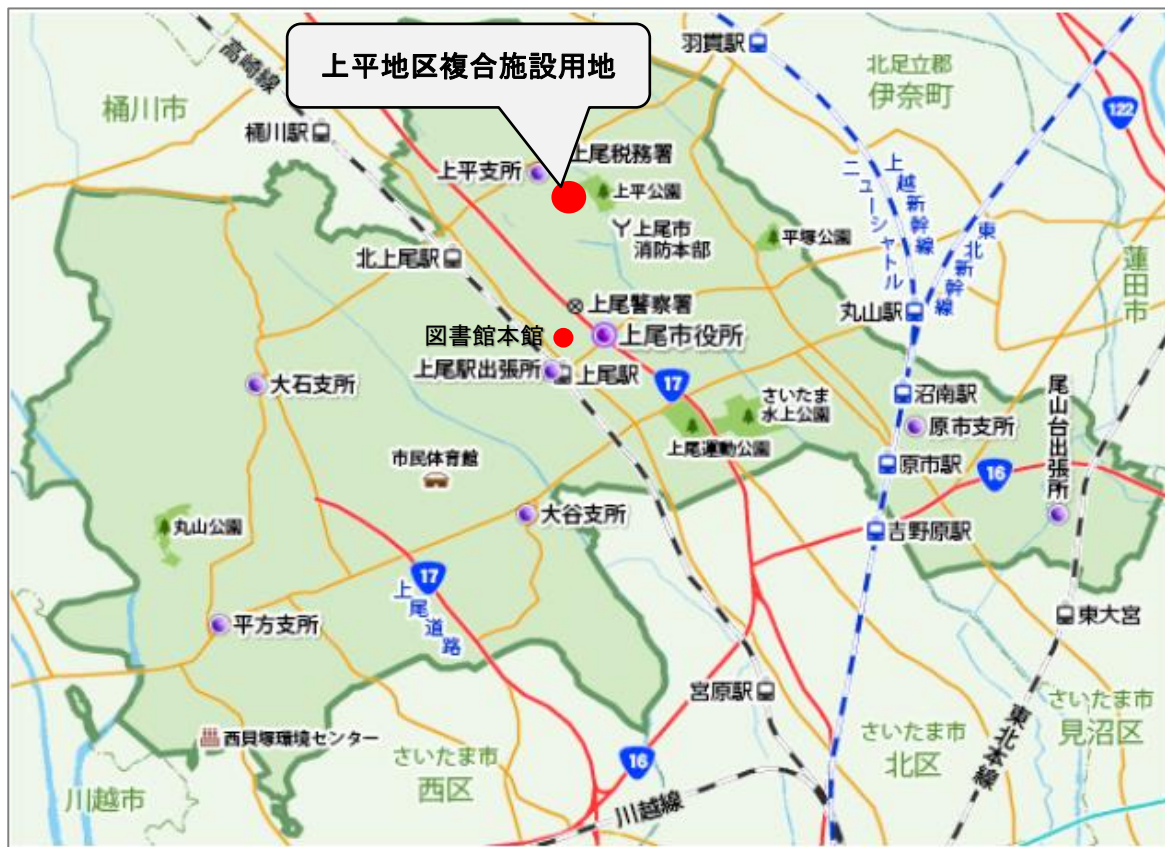 上平地区複合施設用地
高崎線
羽貫駅
北足立郡
伊奈町
122
桶川市
桶川駅
上平支所
上尾税務署
上平公園
上尾市
消防本部
平塚公園
上越新幹線
ニューシャトル
東北新幹線
蓮田市
北上尾駅
丸山駅
上尾警察署
図書館本館
上尾市役所
上尾駅出張所
上尾駅
17
大石支所
さいたま
水上公園
上尾運動公園
沼南駅
原市支所
尾山台出張所
原市駅
16
市民体育館
大谷支所
吉野原駅
丸山公園
17
上尾道路
平方支所
東大宮
宮原駅
西貝塚環境センター
さいたま市
西区
16
さいたま市
北区
東北本線
さいたま市
見沼区
川越市
川越線